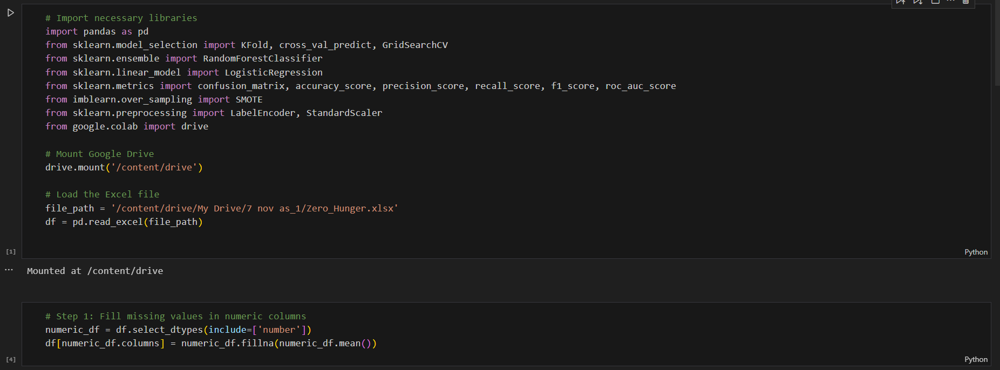 # Import necessary libraries
import pandas as pd
from sklearn.model_selection import KFold, cross_val_predict, GridSearchCV
from sklearn.ensemble import RandomForestClassifier
from sklearn.linear_model import LogisticRegression
from sklearn.metrics import confusion_matrix, accuracy_score, precision_score, recall_score, f1_score, roc_auc_score
from imblearn.over_sampling import SMOTE
from sklearn.preprocessing import LabelEncoder, StandardScaler
from google.colab import drive
# Mount Google Drive
drive.mount('/content/drive')
# Load the Excel file
file_path = '/content/drive/My Drive/7 nov as_1/Zero_Hunger.xlsx'
df = pd.read_excel(file_path)
[1]
Python
Mounted at /content/drive
# Step 1: Fill missing values in numeric columns
numeric_df = df.select_dtypes(include=['number'])
df[numeric_df.columns] = numeric_df.fillna(numeric_df.mean())
[4]
Python